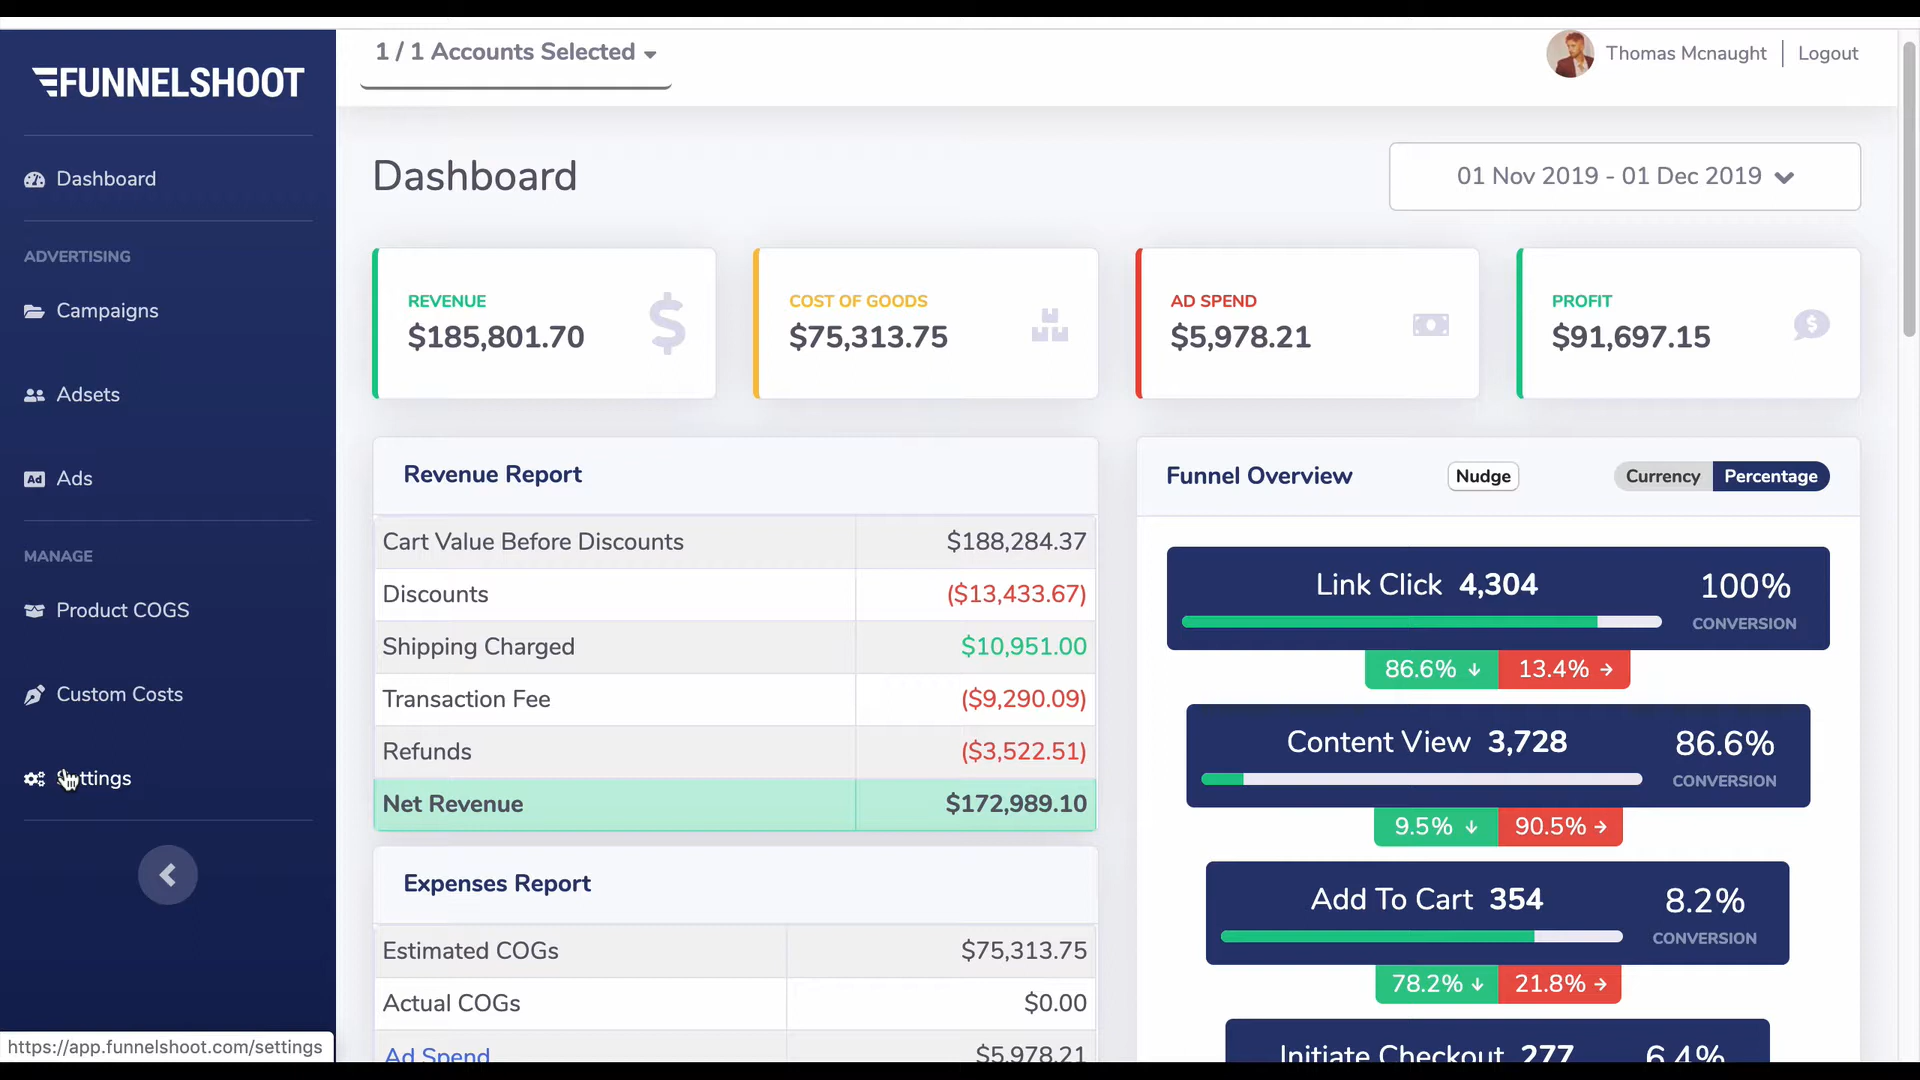 FUNNELSHOOT
1 / 1 Accounts Selected
Thomas Mcnaught
Logout
Dashboard
ADVERTISING
Campaigns
Adsets
Ad
Ads
MANAGE
Product COGS
Custom Costs
ttings
https://app.funnelshoot.com/settings
Dashboard
01 Nov 2019 - 01 Dec 2019
REVENUE
$185,801.70
$
COST OF GOODS
$75,313.75
AD SPEND
$5,978.21
PROFIT
$91,697.15
$
Revenue Report
Cart Value Before Discounts $188,284.37
Discounts ($13,433.67)
Shipping Charged $10,951.00
Transaction Fee ($9,290.09)
Refunds ($3,522.51)
Net Revenue $172,989.10
Expenses Report
Estimated COGs $75,313.75
Actual COGs $0.00
Ad Spend $5,978.21
Funnel Overview
Nudge
Currency Percentage
Link Click 4,304 100%
CONVERSION
86.6% ↓ 13.4% →
Content View 3,728 86.6%
CONVERSION
9.5% ↓ 90.5% →
Add To Cart 354 8.2%
CONVERSION
78.2% ↓ 21.8% →
Initiate Checkout 277 6.4%